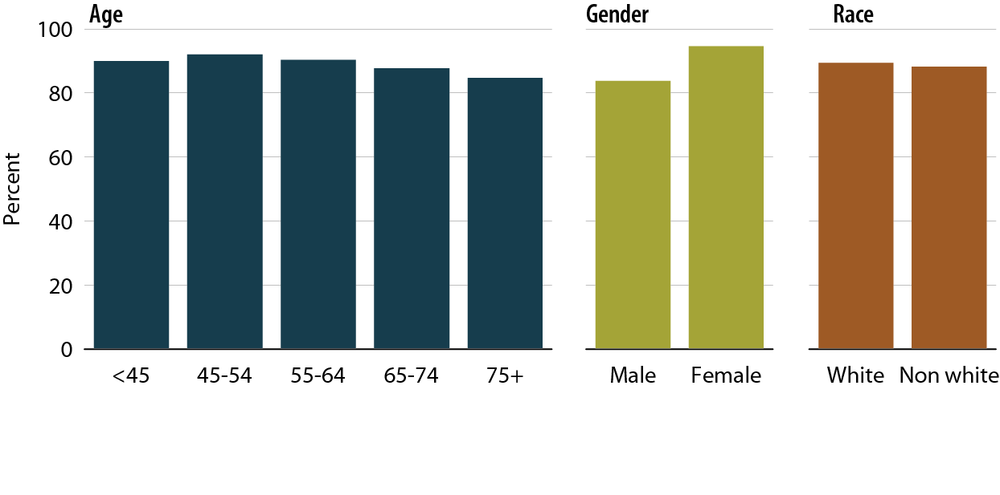 Age
Gender
Race
100
80
60
40
20
0
Percent
<45 45-54 55-64 65-74 75+
Male Female
White Non white